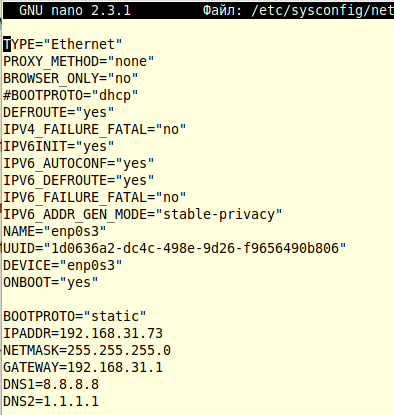 GNU nano 2.3.1 Файл: /etc/sysconfig/net
TYPE="Ethernet"
PROXY_METHOD="none"
BROWSER_ONLY="no"
#BOOTPROTO="dhcp"
DEFROUTE="yes"
IPV4_FAILURE_FATAL="no"
IPV6INIT="yes"
IPV6_AUTOCONF="yes"
IPV6_DEFROUTE="yes"
IPV6_FAILURE_FATAL="no"
IPV6_ADDR_GEN_MODE="stable-privacy"
NAME="enp0s3"
UUID="1d0636a2-dc4c-498e-9d26-f9656490b806"
DEVICE="enp0s3"
ONBOOT="yes"
BOOTPROTO="static"
IPADDR=192.168.31.73
NETMASK=255.255.255.0
GATEWAY=192.168.31.1
DNS1=8.8.8.8
DNS2=1.1.1.1